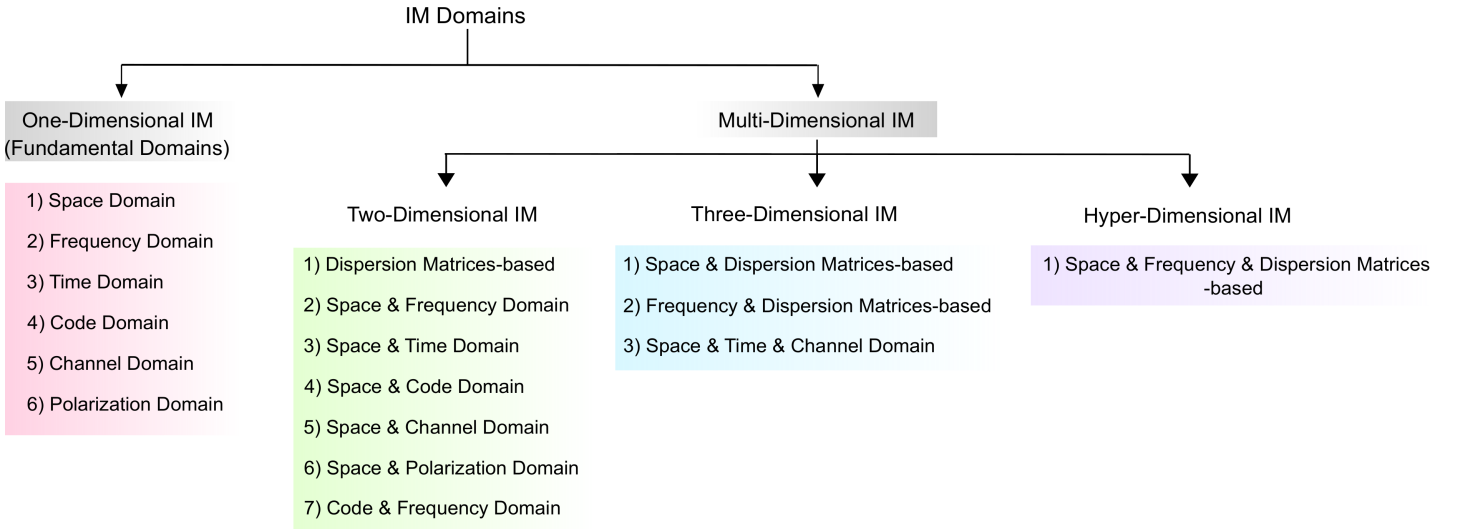 IM Domains
One-Dimensional IM
(Fundamental Domains)
1) Space Domain
2) Frequency Domain
3) Time Domain
4) Code Domain
5) Channel Domain
6) Polarization Domain
Multi-Dimensional IM
Two-Dimensional IM
1) Dispersion Matrices-based
2) Space & Frequency Domain
3) Space & Time Domain
4) Space & Code Domain
5) Space & Channel Domain
6) Space & Polarization Domain
7) Code & Frequency Domain
Three-Dimensional IM
1) Space & Dispersion Matrices-based
2) Frequency & Dispersion Matrices-based
3) Space & Time & Channel Domain
Hyper-Dimensional IM
1) Space & Frequency & Dispersion Matrices
-based